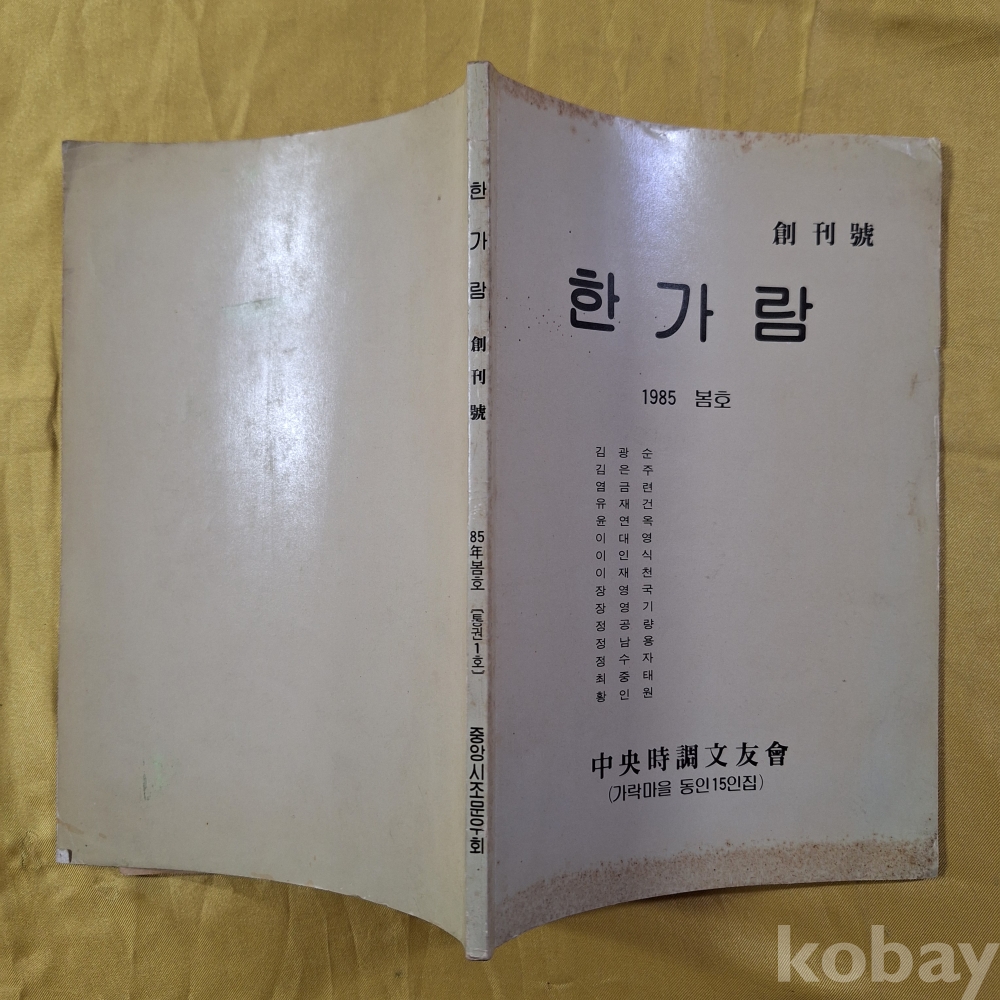 한가람 創刊號 85年봄호 [통권1호] 중앙시조문우회
創刊號
한가람
1985 봄호
김광순
김은주
염금련
유재건
윤연옥
이대영
이인식
이재천
장영국
장영기
정공량
정남용
정수자
최중태
황인원
中央時調文友會
(가락마을 동인15인집)
kobay